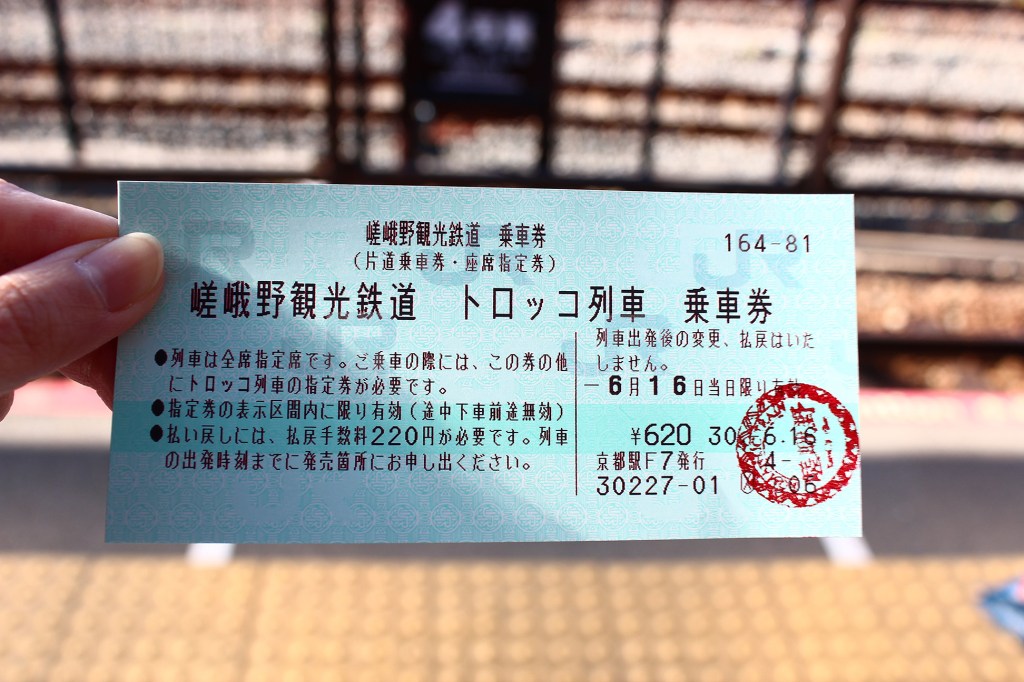 嵯峨野観光鉄道 乗車券
164-81
（片道乗車券・座席指定券）
嵯峨野観光鉄道 トロッコ列車 乗車券
●列車は全席指定席です。ご乗車の際には、この券の他
にトロッコ列車の指定券が必要です。
●指定券の表示区間内に限り有効（途中下車前途無効）
●払い戻しには、払戻手数料220円が必要です。列車
の出発時刻までに発売箇所にお申し出ください。
列車出発後の変更、払戻はいた
しません。
－6月16日当日限り有効
￥620 30.-6.16
京都駅F7発行
30227-01